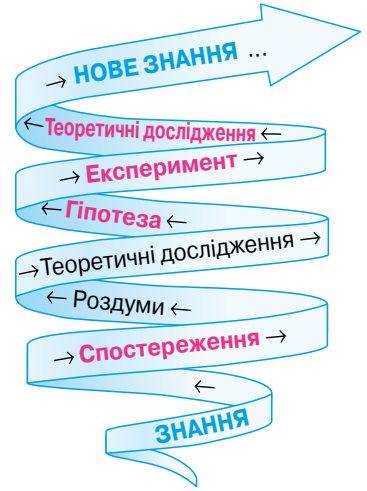 → НОВЕ ЗНАННЯ ...
←Теоретичні дослідження ←
→ Експеримент →
← Гіпотеза ←
→Теоретичні дослідження →
← Роздуми ←
→ Спостереження →
←
ЗНАННЯ